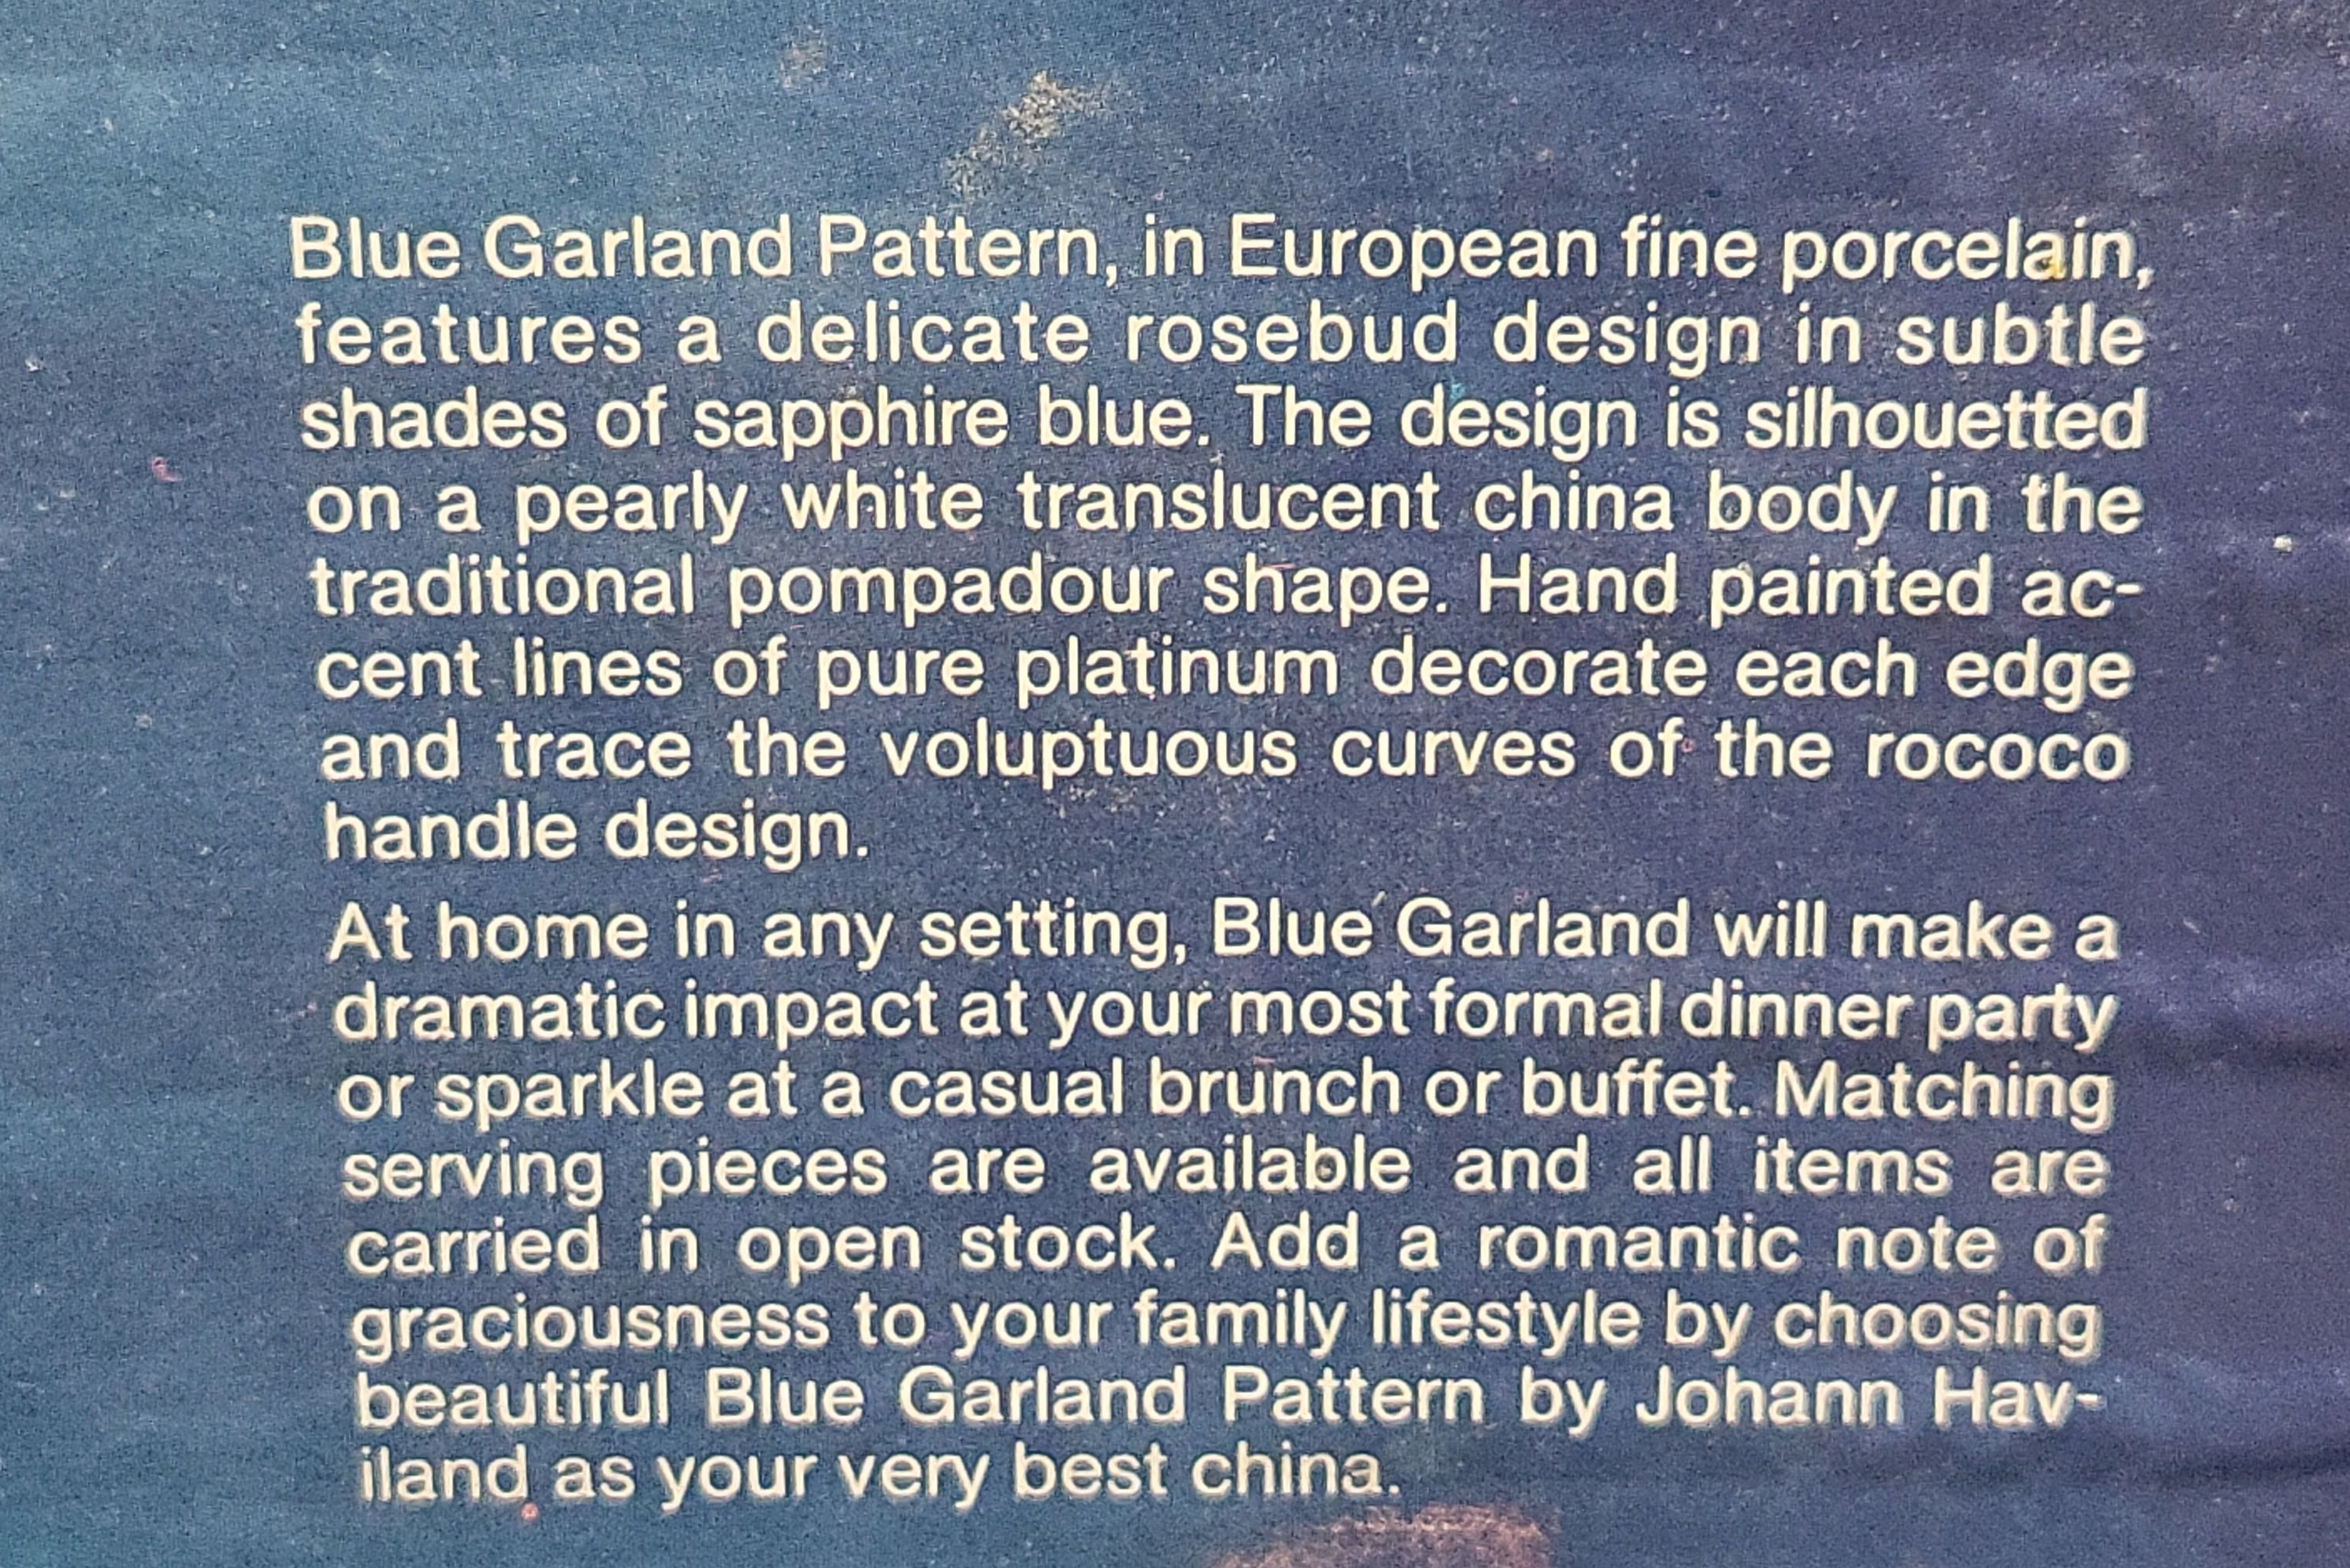 Blue Garland Pattern, in European fine porcelain,
features a delicate rosebud design in subtle
shades of sapphire blue. The design is silhouetted
on a pearly white translucent china body in the
traditional pompadour shape. Hand painted ac-
cent lines of pure platinum decorate each edge
and trace the voluptuous curves of the rococo
handle design.
At home in any setting, Blue Garland will make a
dramatic impact at your most formal dinner party
or sparkle at a casual brunch or buffet. Matching
serving pieces are available and all items are
carried in open stock. Add a romantic note of
graciousness to your family lifestyle by choosing
beautiful Blue Garland Pattern by Johann Hav-
iland as your very best china.